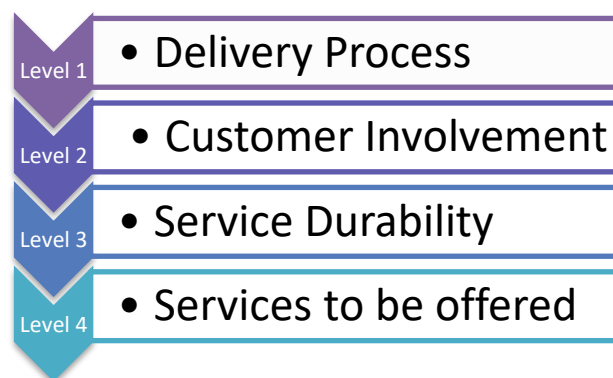 Level 1
• Delivery Process
Level 2
• Customer Involvement
Level 3
• Service Durability
Level 4
• Services to be offered